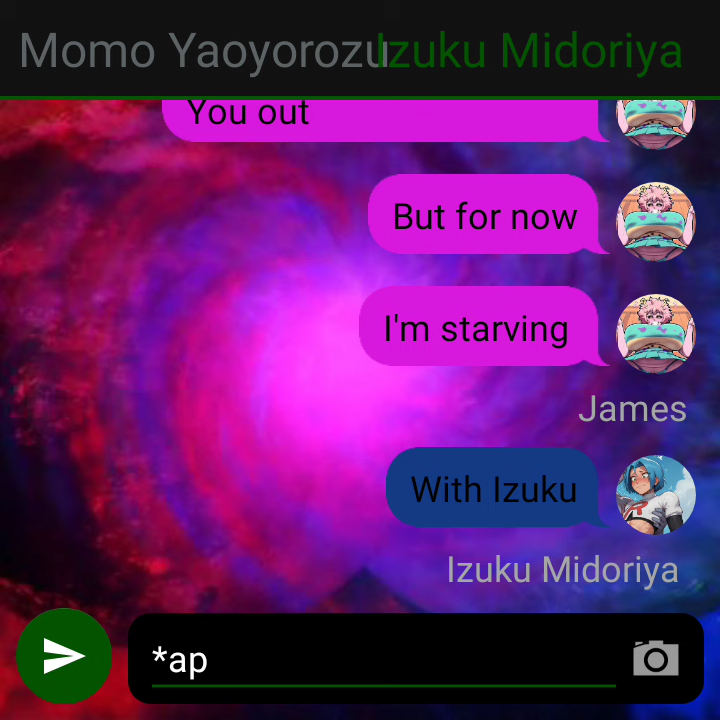 Momo Yaoyorozu
Izuku Midoriya
You out
But for now
I'm starving
James
With Izuku
Izuku Midoriya
*ap